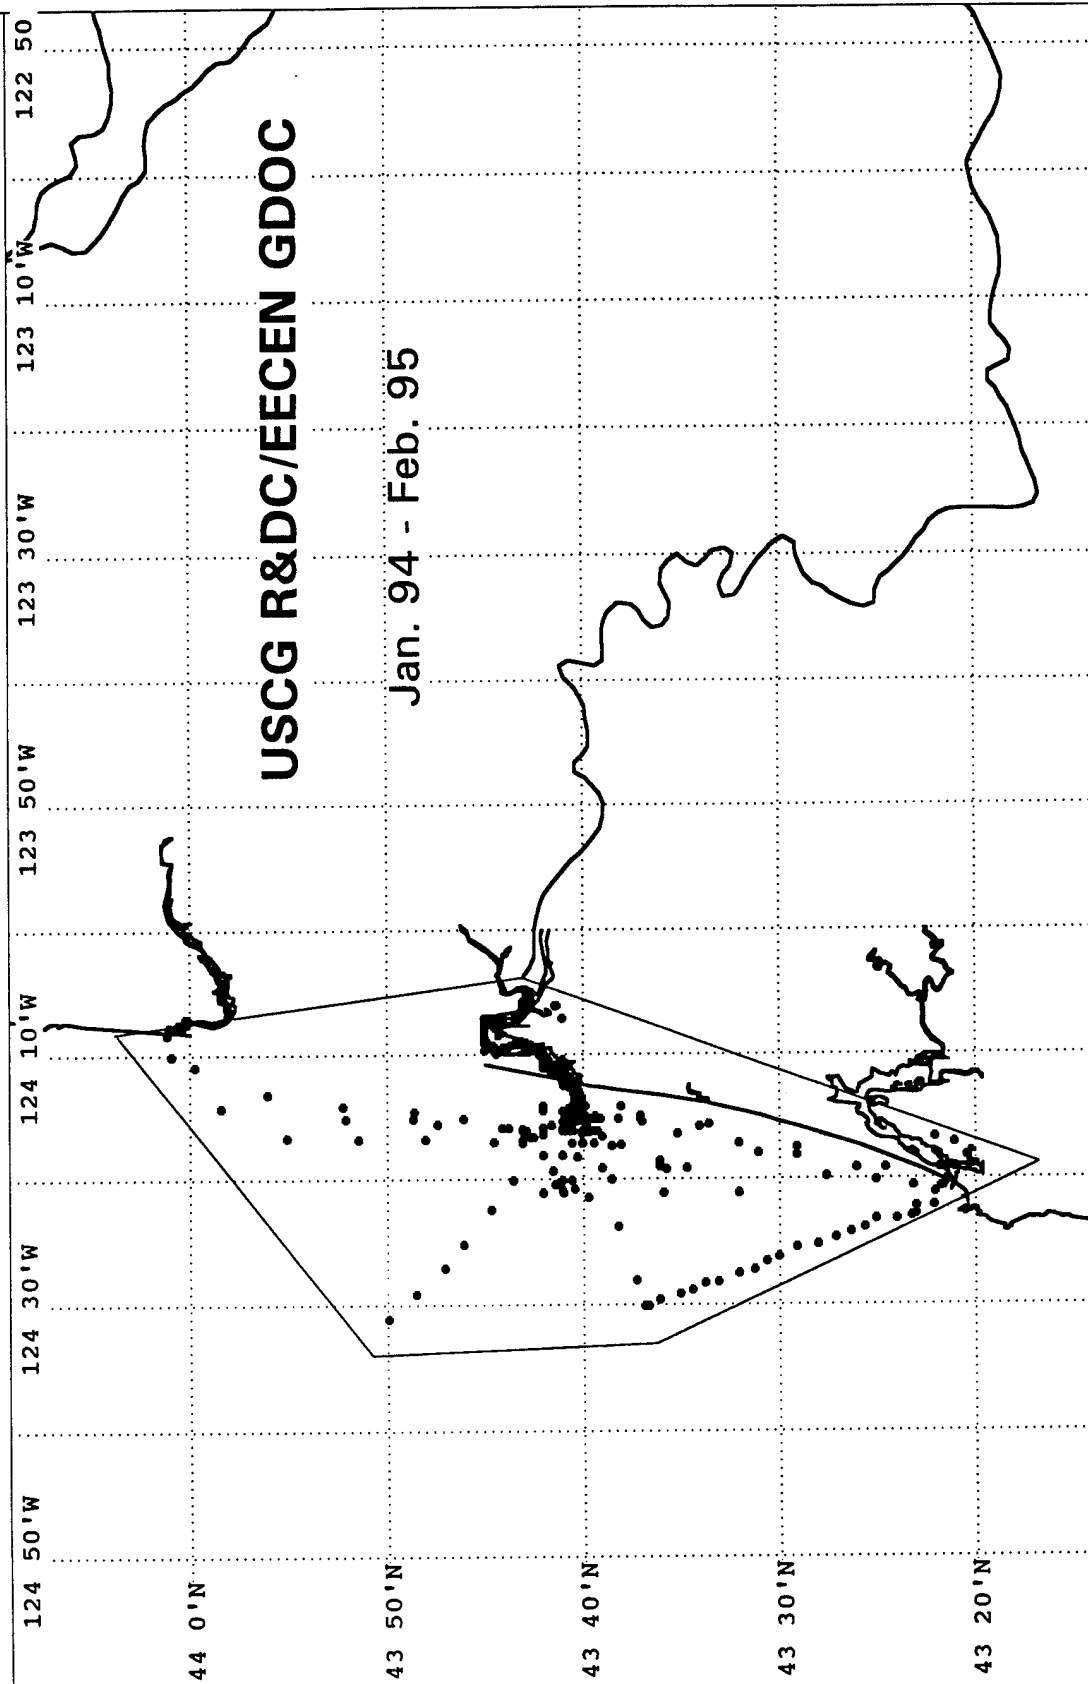 USCG R&DC/EECEN GDOC
Jan. 94 - Feb. 95
124 50'W
124 30'W
124 10'W
123 50'W
123 30'W
123 10'W
122 50
44 0'N
43 50'N
43 40'N
43 30'N
43 20'N